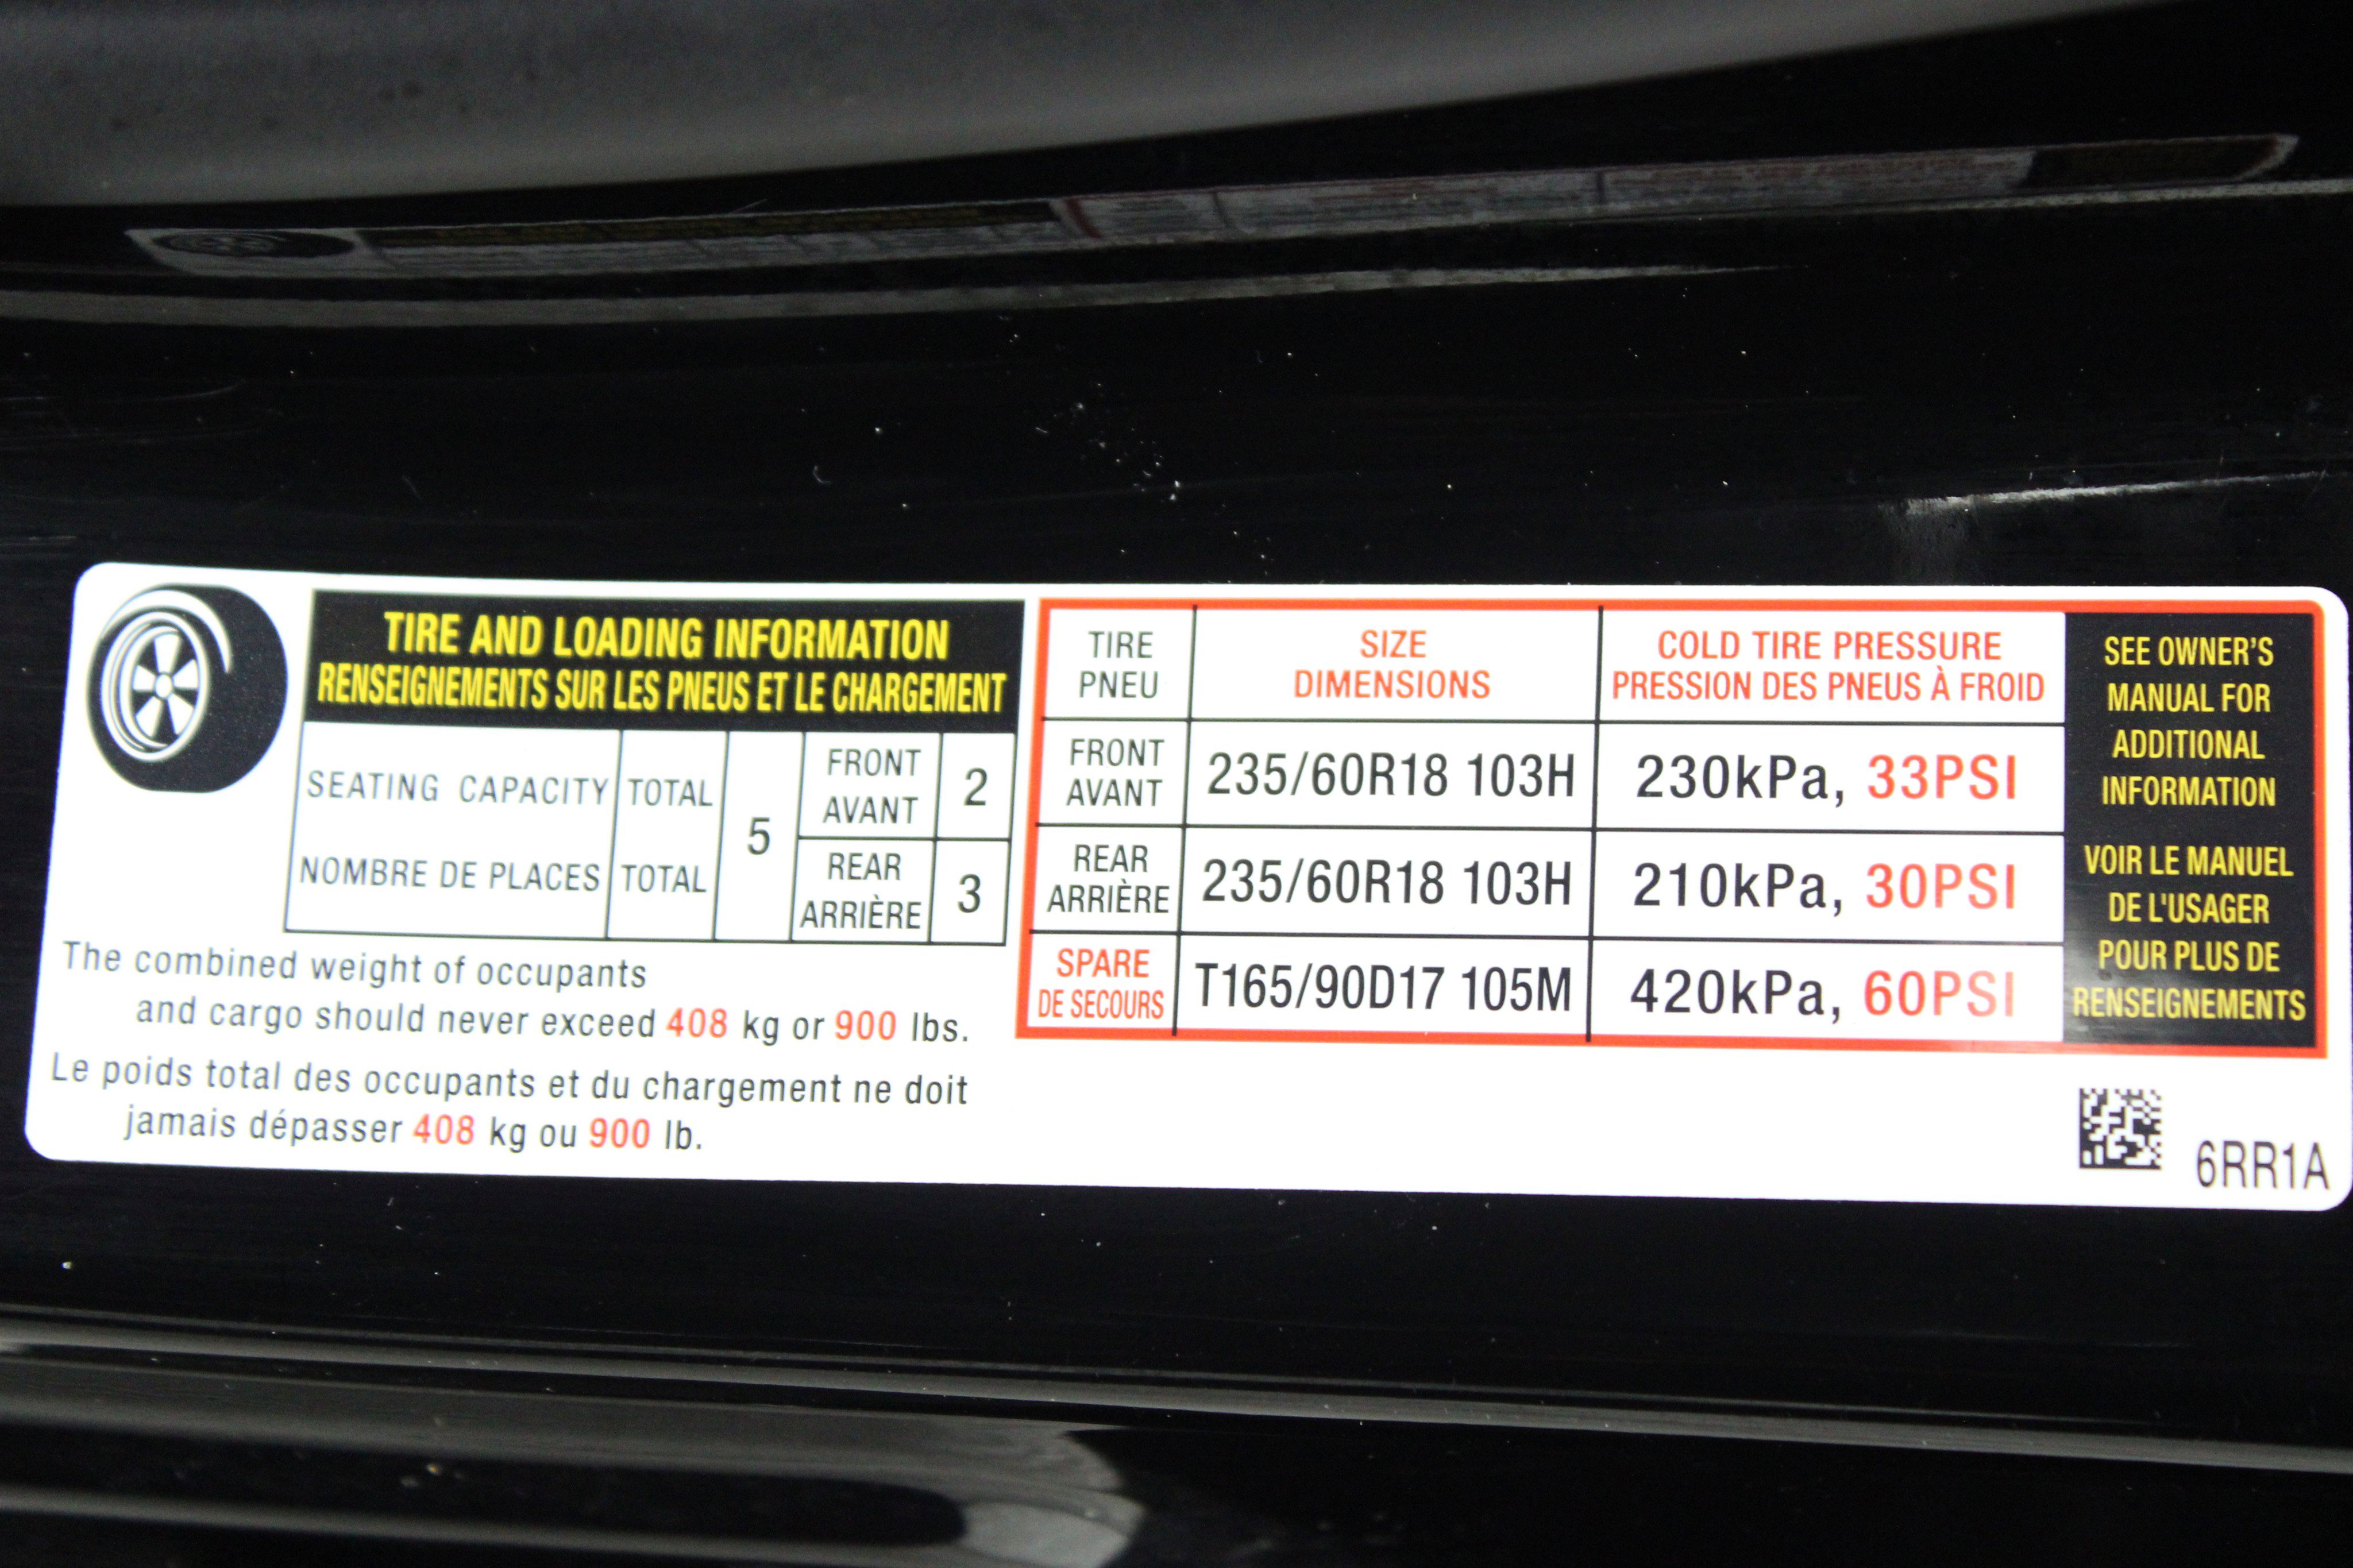 TIRE AND LOADING INFORMATION
RENSEIGNEMENTS SUR LES PNEUS ET LE CHARGEMENT
SEATING CAPACITY TOTAL
NOMBRE DE PLACES TOTAL
5
FRONT
AVANT
2
REAR
ARRIÈRE
3
The combined weight of occupants
and cargo should never exceed 408 kg or 900 lbs.
Le poids total des occupants et du chargement ne doit
jamais dépasser 408 kg ou 900 lb.
TIRE
PNEU
SIZE
DIMENSIONS
COLD TIRE PRESSURE
PRESSION DES PNEUS À FROID
FRONT
AVANT
235/60R18 103H
230kPa, 33PSI
REAR
ARRIÈRE
235/60R18 103H
210kPa, 30PSI
SPARE
DE SECOURS
T165/90D17 105M
420kPa, 60PSI
SEE OWNER'S
MANUAL FOR
ADDITIONAL
INFORMATION
VOIR LE MANUEL
DE L'USAGER
POUR PLUS DE
RENSEIGNEMENTS
6RR1A